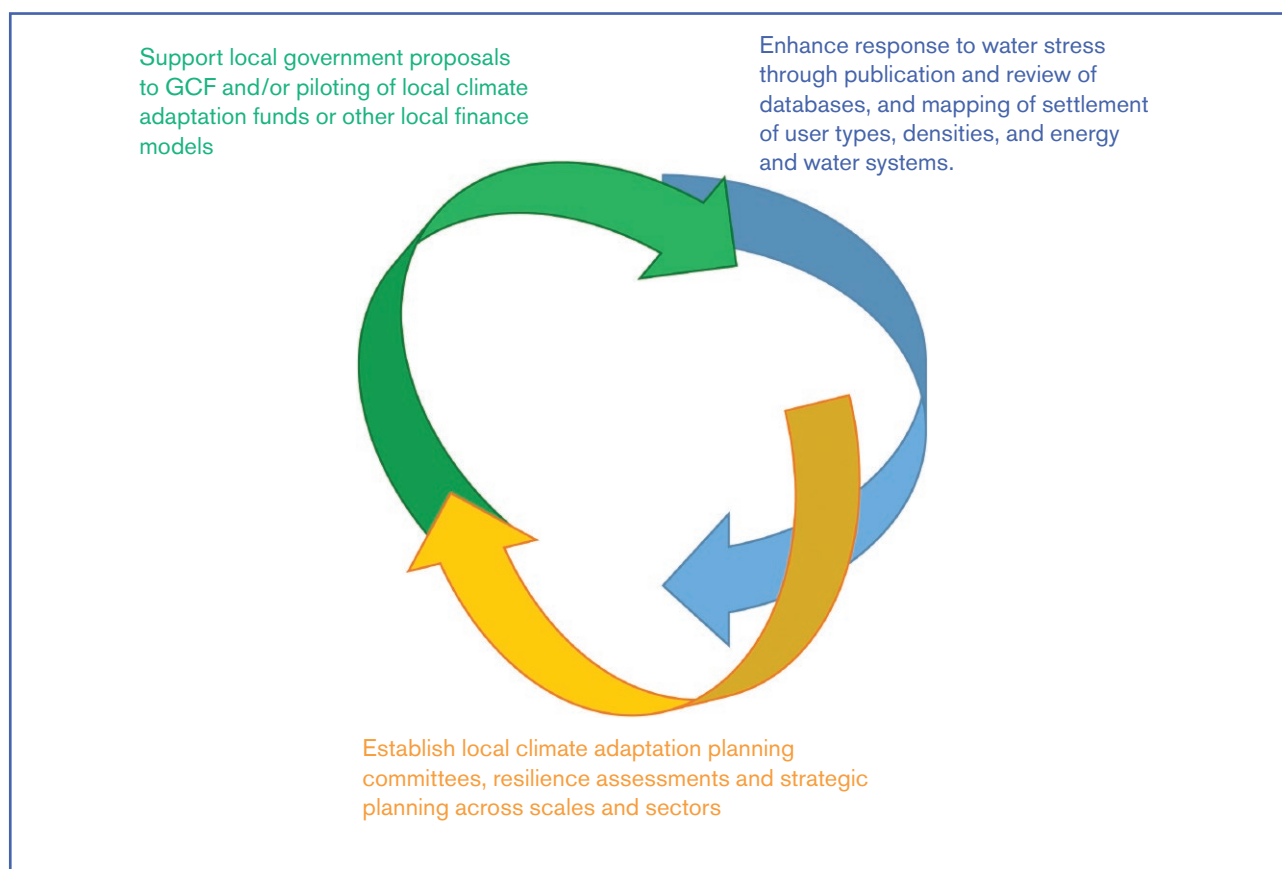 Support local government proposals
to GCF and/or piloting of local climate
adaptation funds or other local finance
models
Enhance response to water stress
through publication and review of
databases, and mapping of settlement
of user types, densities, and energy
and water systems.
Establish local climate adaptation planning
committees, resilience assessments and strategic
planning across scales and sectors